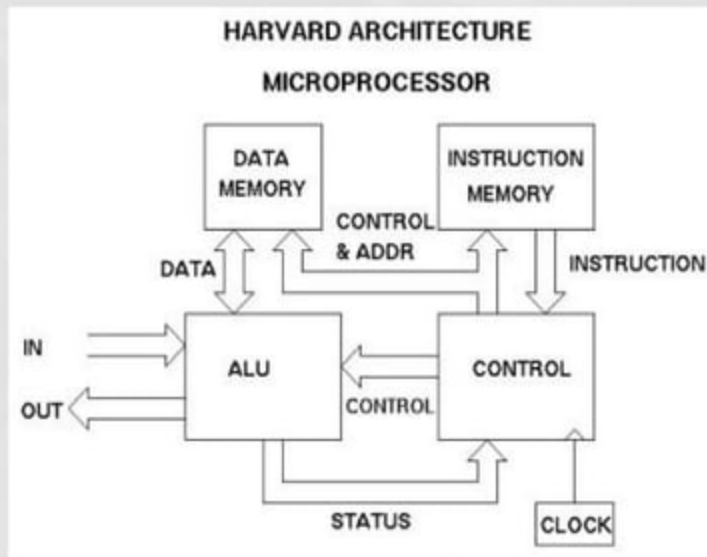 HARVARD ARCHITECTURE
MICROPROCESSOR
DATA
MEMORY
INSTRUCTION
MEMORY
CONTROL
& ADDR
DATA
INSTRUCTION
IN
ALU
CONTROL
OUT
CONTROL
STATUS
CLOCK